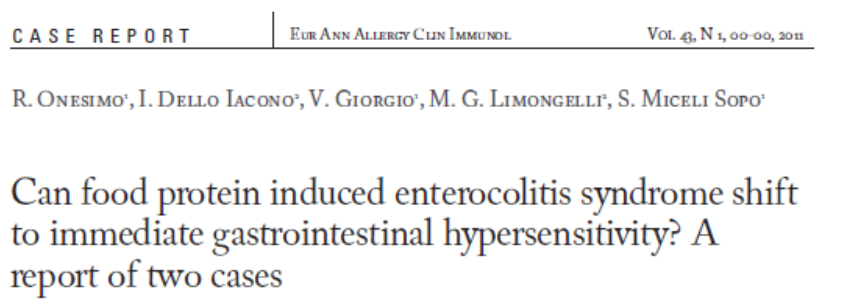 CASE REPORT
Eur Ann Allergy Clin Immunol
Vol 43, N 1, 00-00, 2011
R. Onesimo¹, I. Dello Iacono², V. Giorgio¹, M. G. Limongelli², S. Miceli Sopo¹
Can food protein induced enterocolitis syndrome shift
to immediate gastrointestinal hypersensitivity? A
report of two cases